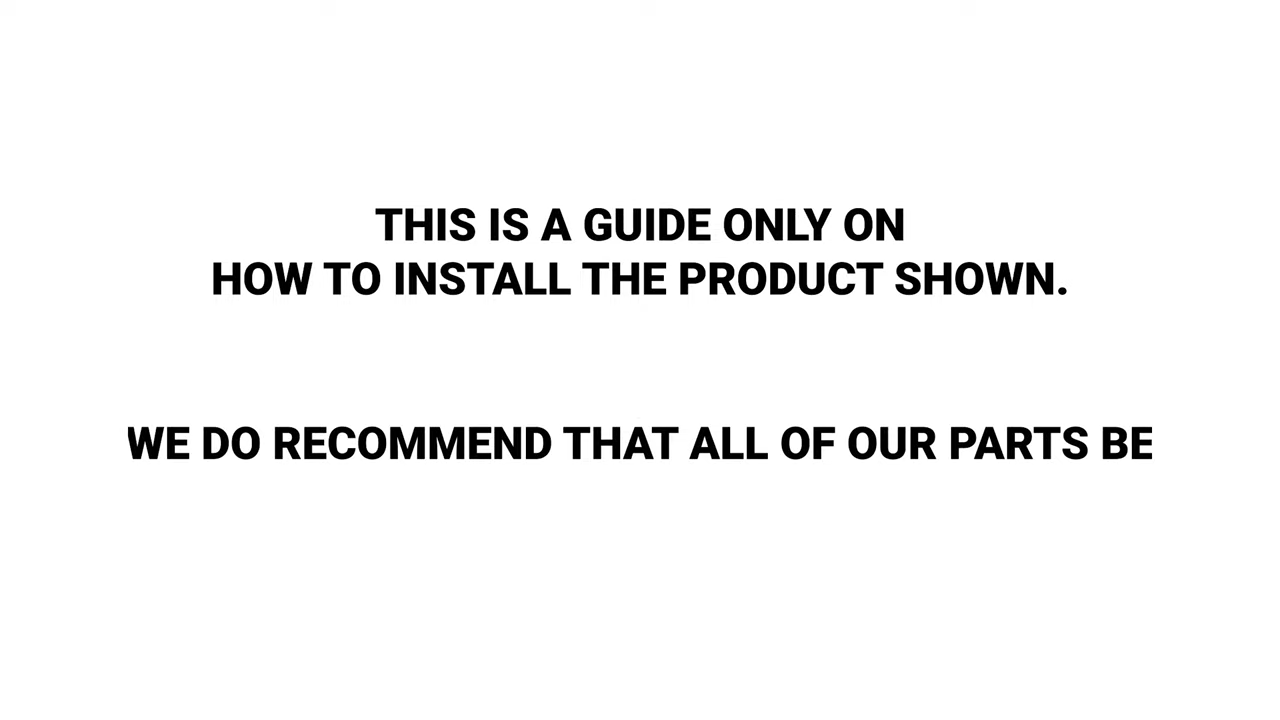 THIS IS A GUIDE ONLY ON
HOW TO INSTALL THE PRODUCT SHOWN.
WE DO RECOMMEND THAT ALL OF OUR PARTS BE